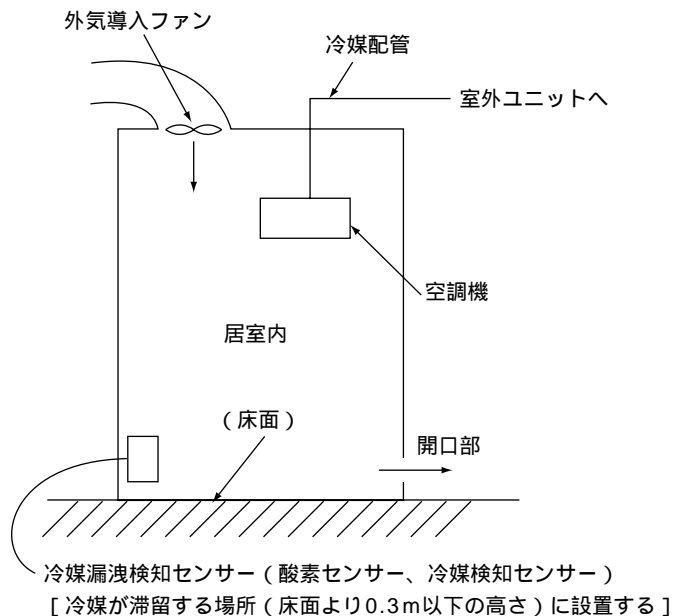 外気導入ファン
冷媒配管
室外ユニットへ
空調機
居室内
（床面）
開口部
冷媒漏洩検知センサー（酸素センサー、冷媒検知センサー）
［冷媒が滞留する場所（床面より0.3m以下の高さ）に設置する］